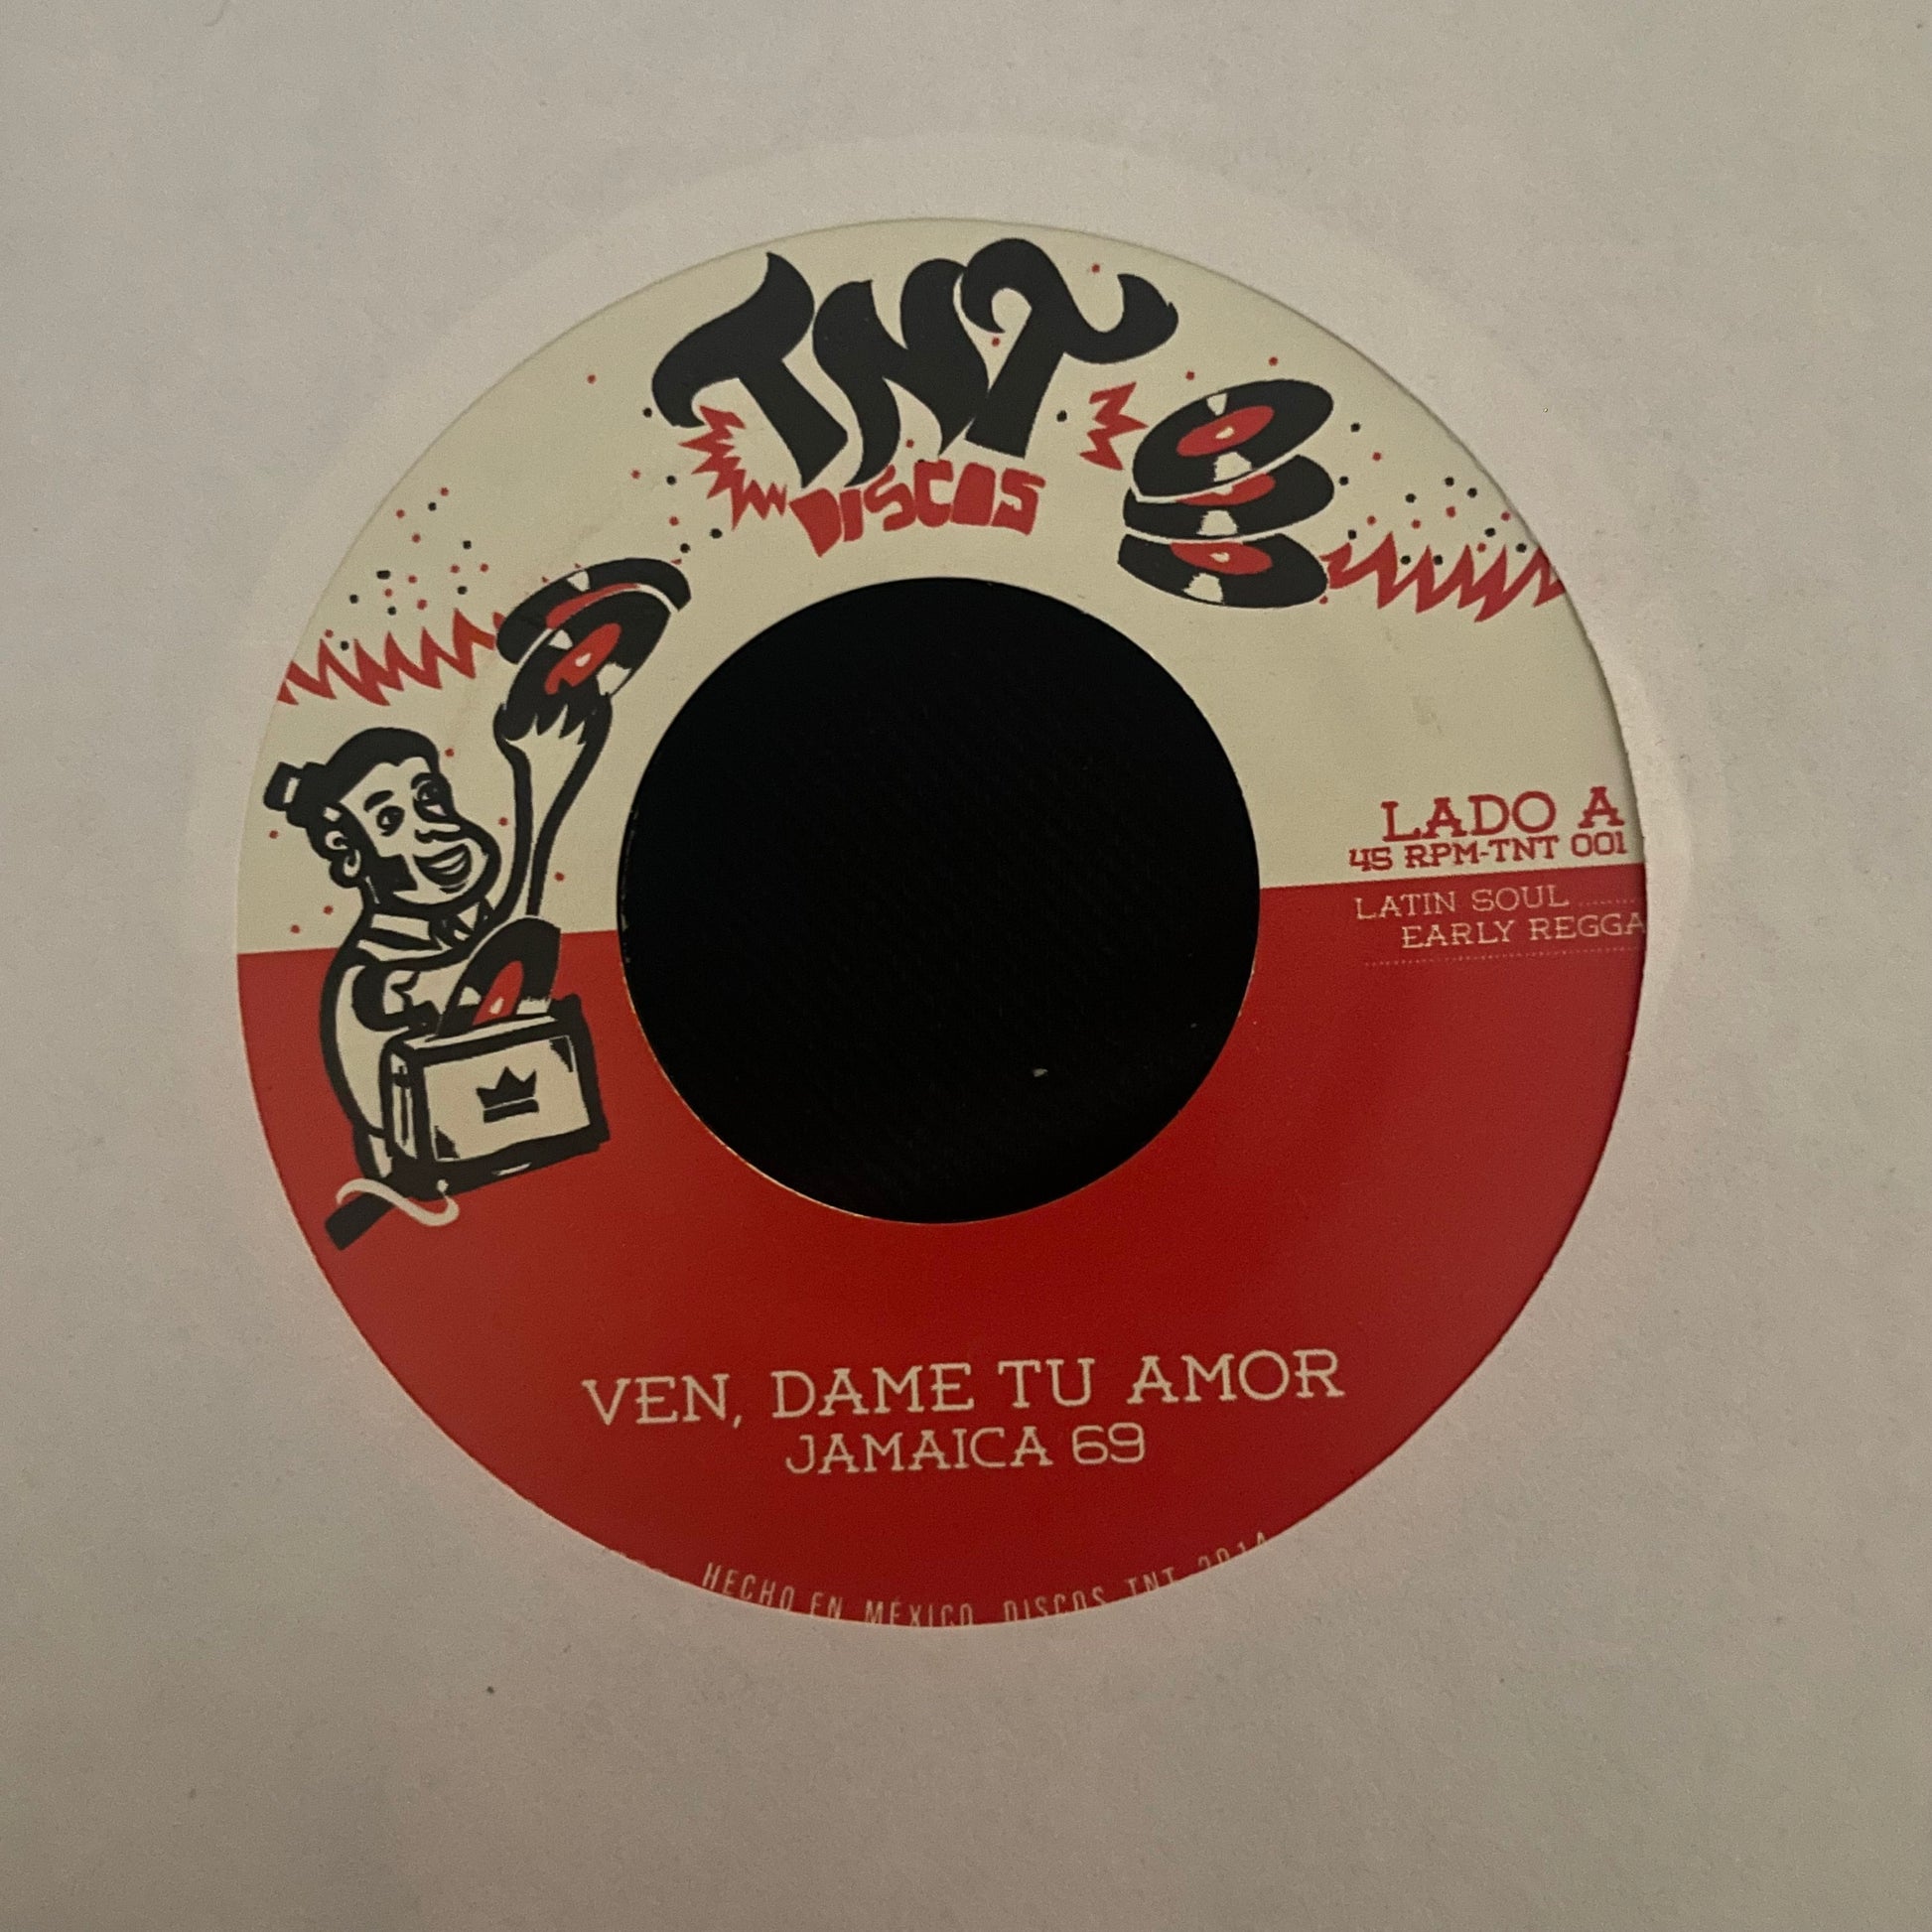 TNT
DISCOS
LADO A
45 RPM-TNT 001
LATIN SOUL ........
EARLY REGGA
VEN, DAME TU AMOR
JAMAICA 69
HECHO EN MÉXICO DISCOS TNT 2014